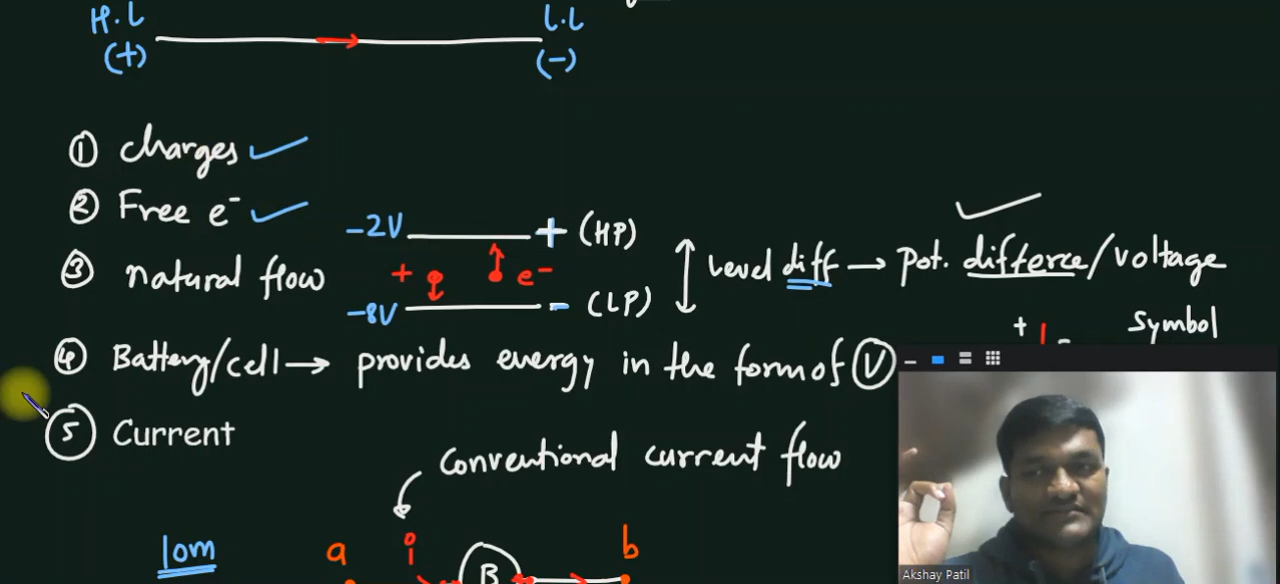 H.L L.L
(+) (-)
① charges
② Free e⁻
-2V + (HP)
③ natural flow + e⁻ Level diff → Pot. differce/voltage
-8V - (LP)
+ - Symbol
④ Battery/cell → provides energy in the form of Ⓥ
⑤ Current
conventional current flow
10m a i b
B
Akshay Patil